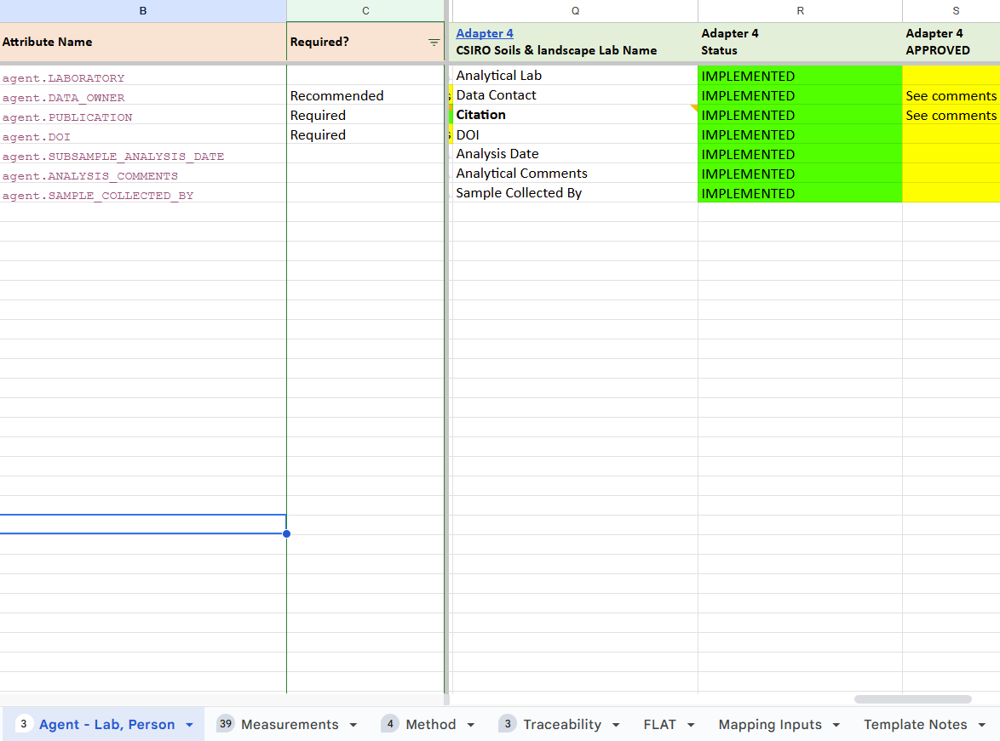 B C Q R S
Attribute Name Required? Adapter 4 Adapter 4 Adapter 4
CSIRO Soils & landscape Lab Name Status APPROVED
agent.LABORATORY Analytical Lab IMPLEMENTED
agent.DATA_OWNER Recommended Data Contact IMPLEMENTED See comments
agent.PUBLICATION Required Citation IMPLEMENTED See comments
agent.DOI Required DOI IMPLEMENTED
agent.SUBSAMPLE_ANALYSIS_DATE Analysis Date IMPLEMENTED
agent.ANALYSIS_COMMENTS Analytical Comments IMPLEMENTED
agent.SAMPLE_COLLECTED_BY Sample Collected By IMPLEMENTED
3 Agent - Lab, Person 39 Measurements 4 Method 3 Traceability FLAT Mapping Inputs Template Notes